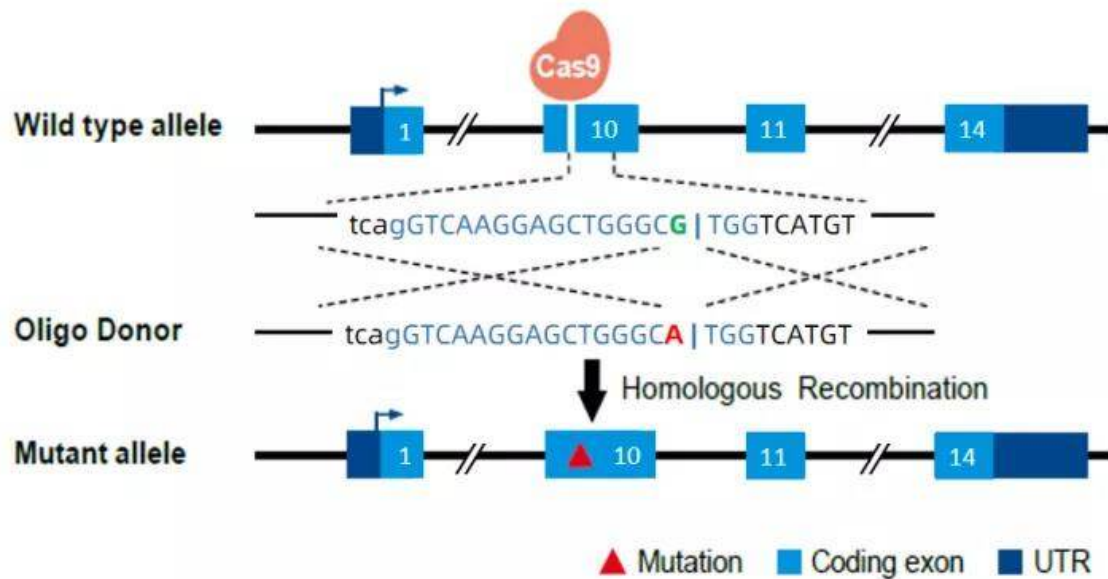 Cas9
Wild type allele
1 10 11 14
tcagGTCAAGGAGCTGGGCG|TGGTCATGT
Oligo Donor
tcagGTCAAGGAGCTGGGCA|TGGTCATGT
Homologous Recombination
Mutant allele
1 10 11 14
Mutation Coding exon UTR